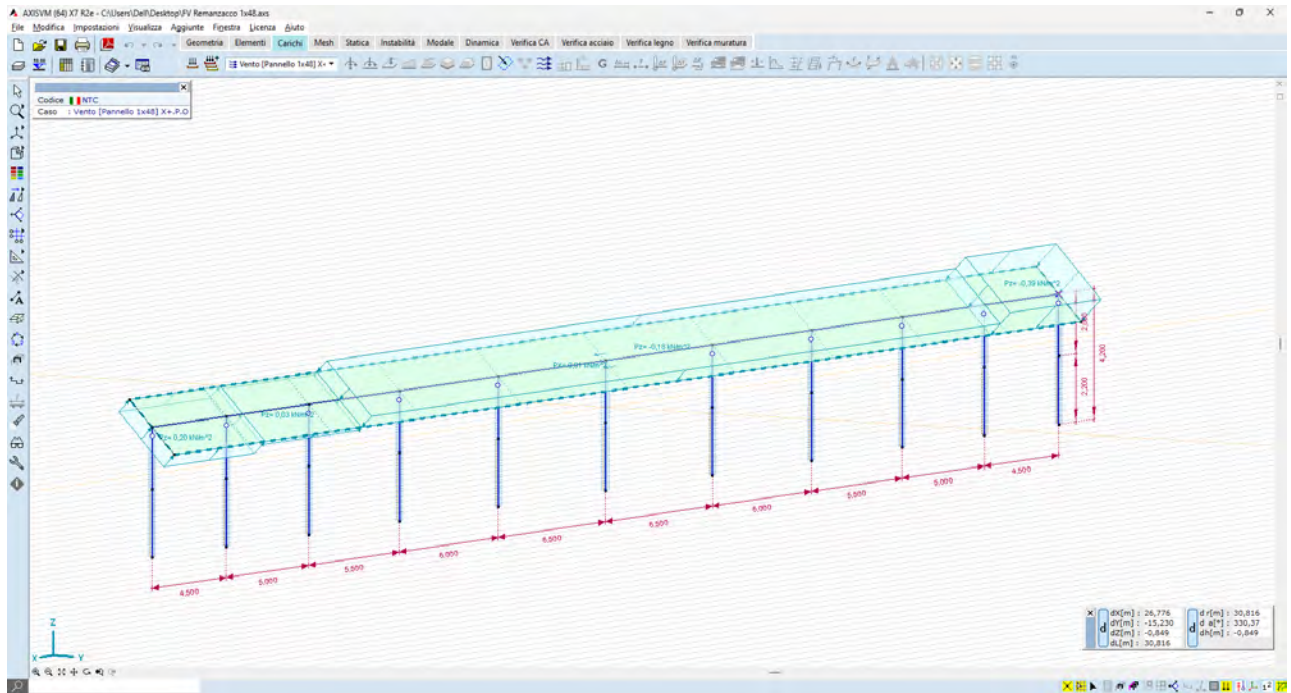 AXISVM (64) X7 R2e - C:\Users\Dell\Desktop\FV Remanzacco 1x48.axs
File Modifica Impostazioni Visualizza Aggiunte Finestra Licenza Aiuto
Geometria Elementi Carichi Mesh Statica Instabilità Modale Dinamica Verifica CA Verifica acciaio Verifica legno Verifica muratura
Vento [Pannello 1x48] X+
Codice NTC
Caso : Vento [Pannello 1x48] X+.P.O
Pz= -0,39 kN/m^2
2,000
4,200
2,200
Pz= -0,18 kN/m^2
Pz= 0,03 kN/m^2
Pz= 0,20 kN/m^2
4,500
5,000
5,500
6,000
6,500
6,500
6,000
5,500
5,000
4,500
Z
X Y
dX[m] : 26,776
dY[m] : -15,230
dZ[m] : -0,849
dL[m] : 30,816
d
d r[m] : 30,816
d a[°] : 330,37
dh[m] : -0,849
d